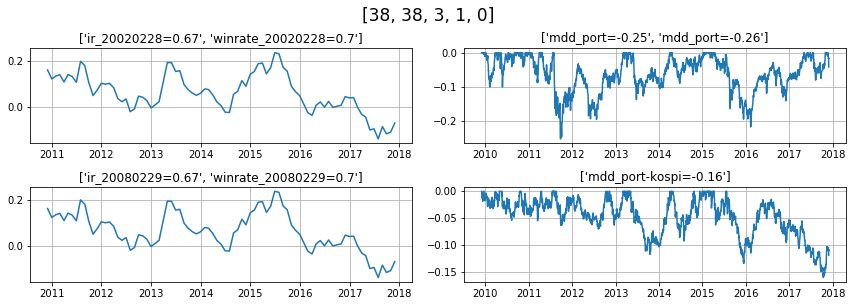 [38, 38, 3, 1, 0]
['ir_20020228=0.67', 'winrate_20020228=0.7']
0.2
0.0
2011 2012 2013 2014 2015 2016 2017 2018
['mdd_port=-0.25', 'mdd_port=-0.26']
0.0
−0.1
−0.2
2010 2011 2012 2013 2014 2015 2016 2017 2018
['ir_20080229=0.67', 'winrate_20080229=0.7']
0.2
0.0
2011 2012 2013 2014 2015 2016 2017 2018
['mdd_port-kospi=-0.16']
0.00
−0.05
−0.10
−0.15
2010 2011 2012 2013 2014 2015 2016 2017 2018